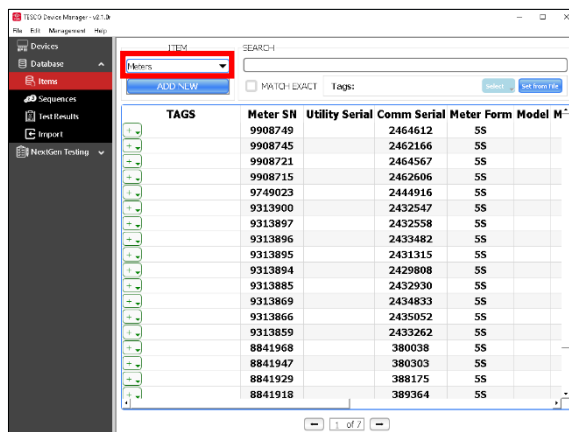 TESCO Device Manager - v2.1.0
File Edit Management Help
Devices
Database
Items
Sequences
Test Results
Import
NextGen Testing
ITEM
SEARCH
Meters
ADD NEW
MATCH EXACT
Tags:
Select
Set from File
TAGS Meter SN Utility Serial Comm Serial Meter Form Model M
9908749 2464612 5S
9908745 2462166 5S
9908721 2464567 5S
9908715 2462606 5S
9749023 2444916 5S
9313900 2432547 5S
9313897 2432558 5S
9313896 2433482 5S
9313895 2431315 5S
9313894 2429808 5S
9313885 2432930 5S
9313869 2434833 5S
9313866 2435052 5S
9313859 2433262 5S
8841968 380038 5S
8841947 380303 5S
8841929 388175 5S
8841918 389364 5S
1 of 7